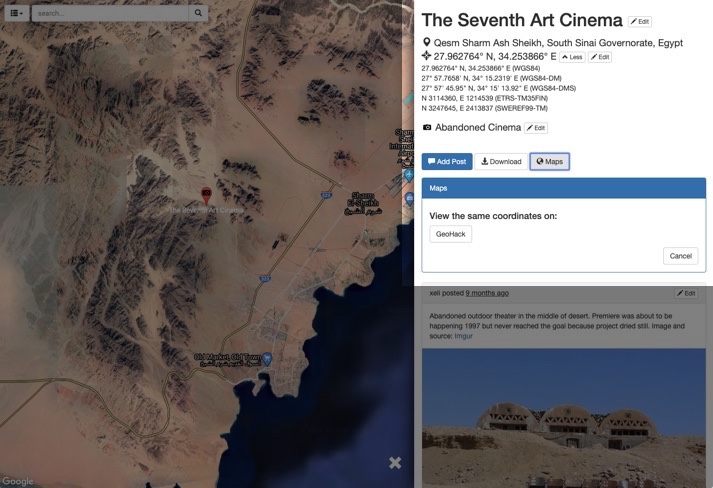 search...
The Seventh Art Cinema
Edit
Qesm Sharm Ash Sheikh, South Sinai Governorate, Egypt
27.962764° N, 34.253866° E
Less
Edit
27.962764° N, 34.253866° E (WGS84)
27° 57.7658' N, 34° 15.2319' E (WGS84-DM)
27° 57' 45.95" N, 34° 15' 13.92" E (WGS84-DMS)
N 3114360, E 1214539 (ETRS-TM35FIN)
N 3247645, E 2413837 (SWEREF99-TM)
Abandoned Cinema
Edit
Add Post
Download
Maps
Maps
View the same coordinates on:
GeoHack
Cancel
xeli posted 9 months ago
Edit
Abandoned outdoor theater in the middle of desert. Premiere was about to
happening 1997 but never reached the goal because project dried still. Image and
source: Imgur
The Seventh Art Cinema
Sharm
El-Sheikh
شرم الشيخ
Old Market, Old Town
Google